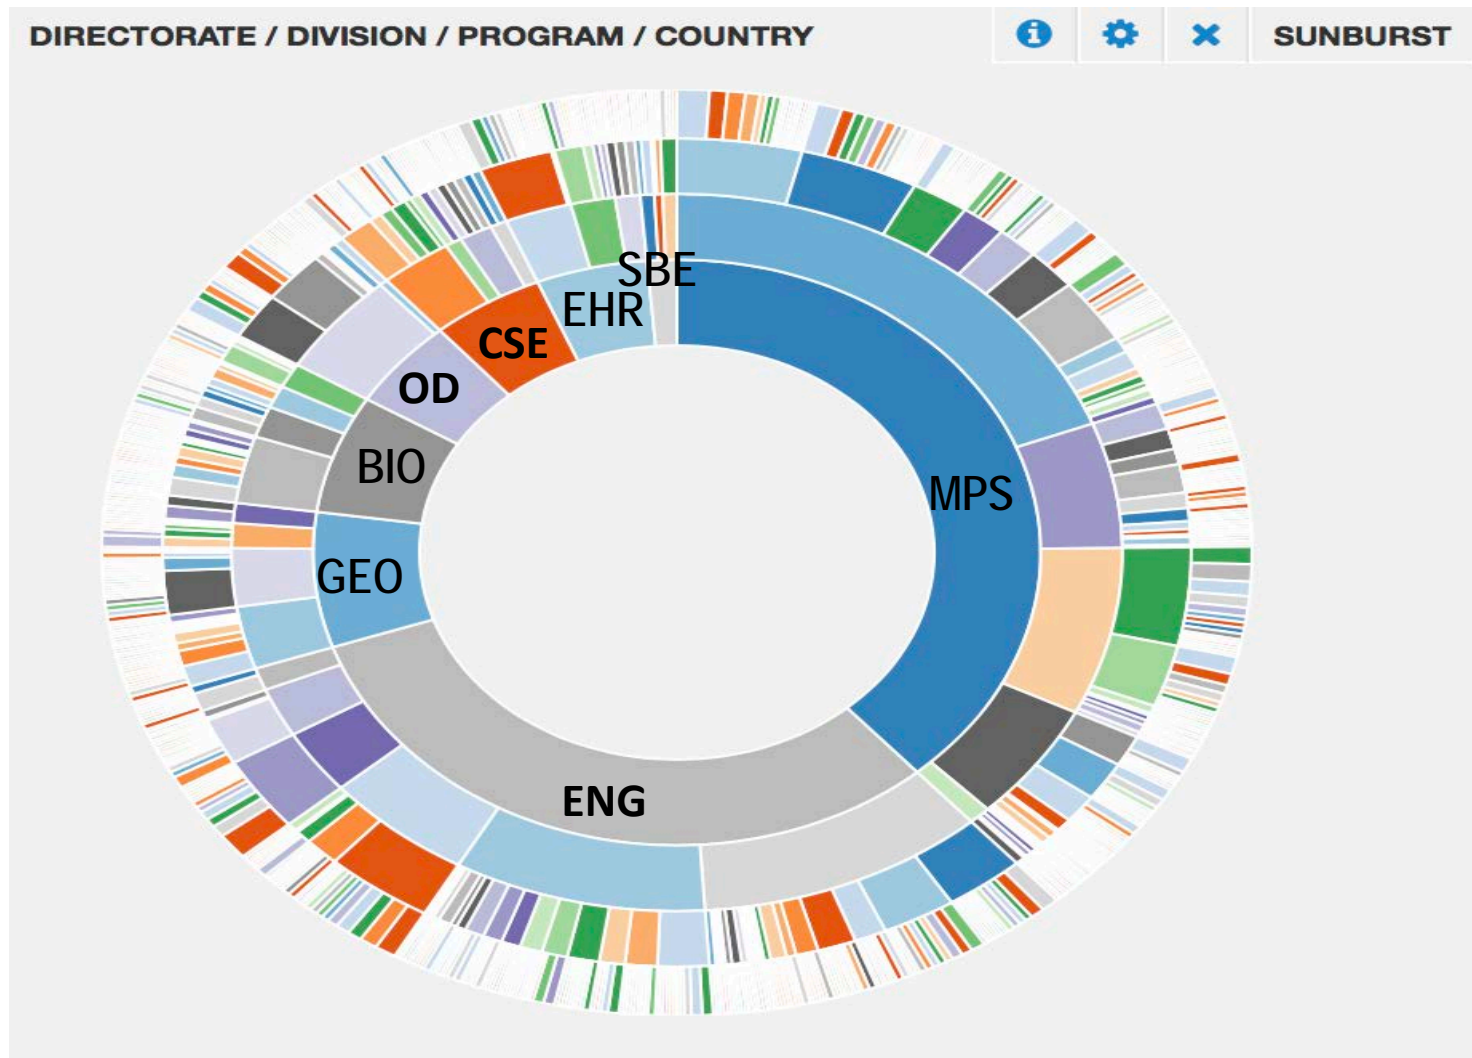 DIRECTORATE / DIVISION / PROGRAM / COUNTRY
SUNBURST
SBE
EHR
CSE
OD
BIO
MPS
GEO
ENG